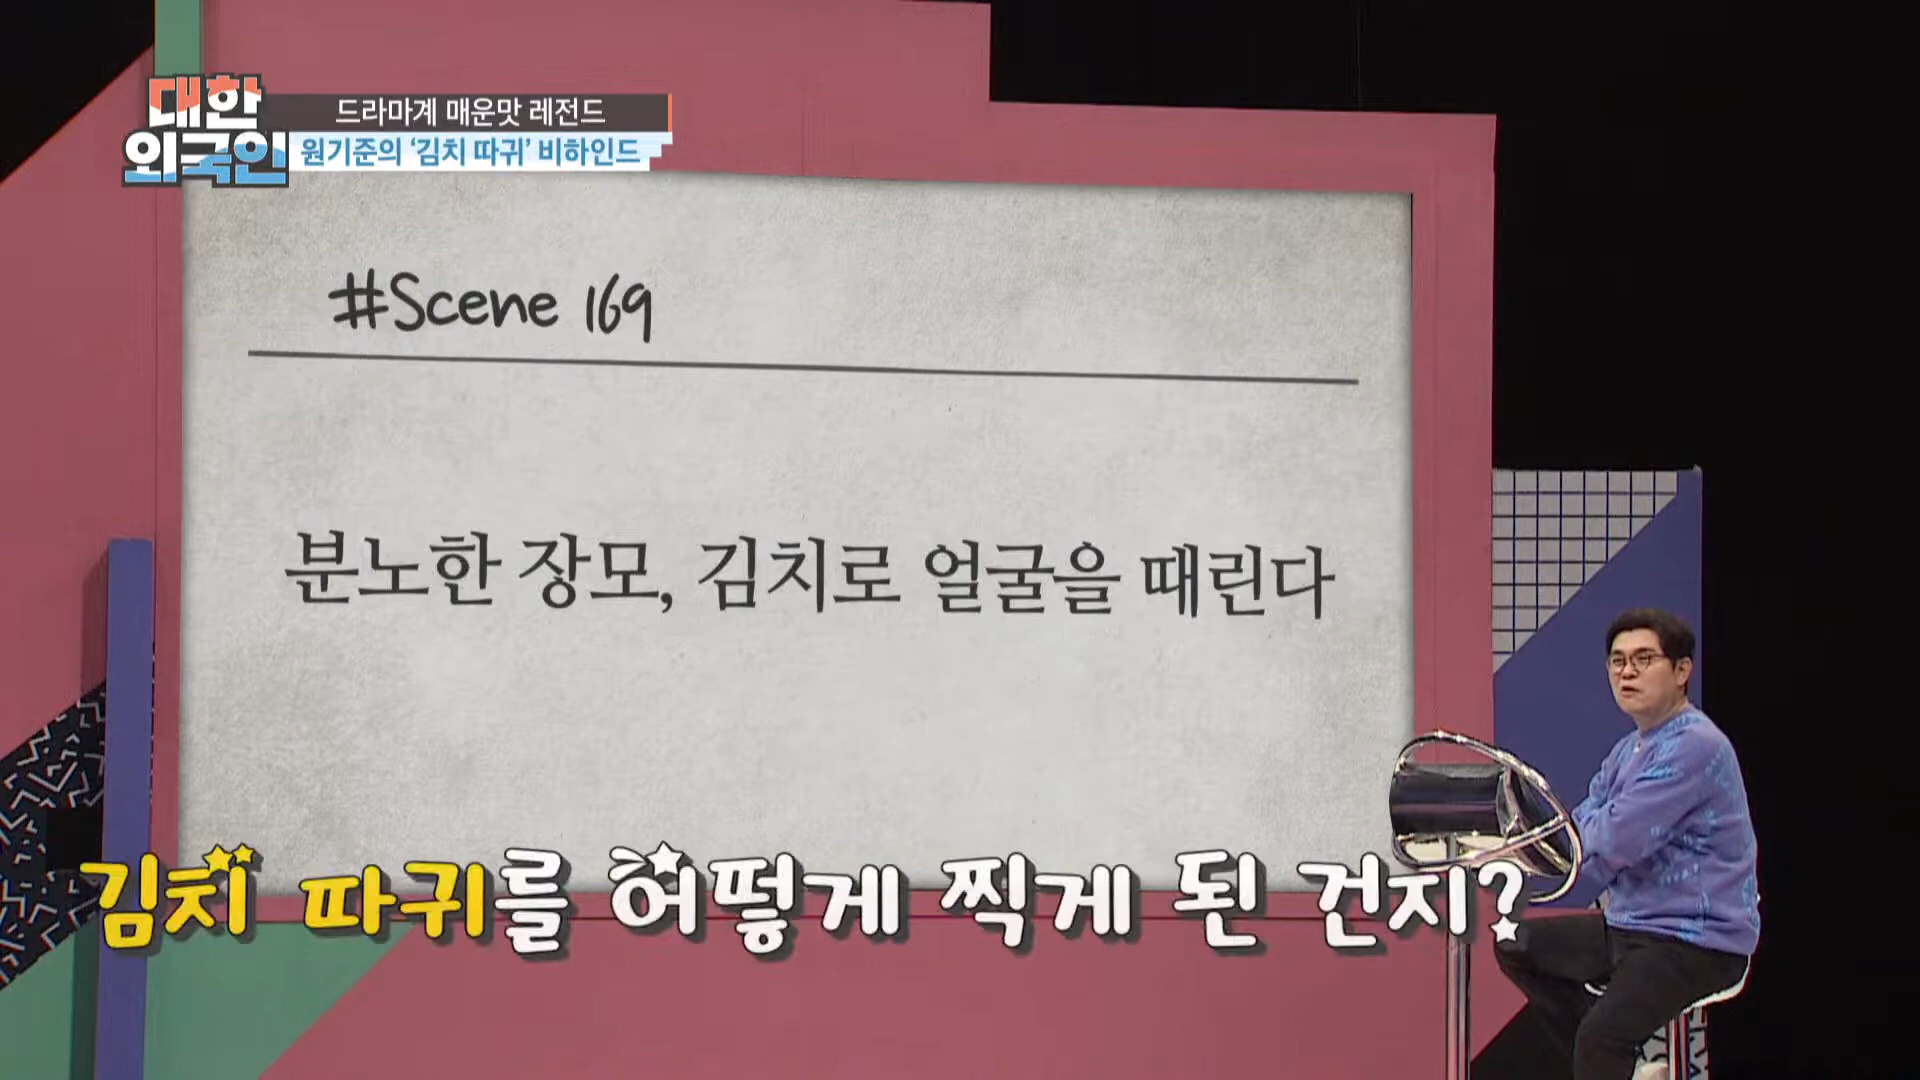 대한
외국인
드라마계 매운맛 레전드
원기준의 ‘김치 따귀’ 비하인드
#Scene 169
분노한 장모, 김치로 얼굴을 때린다
김치 따귀를 어떻게 찍게 된 건지?